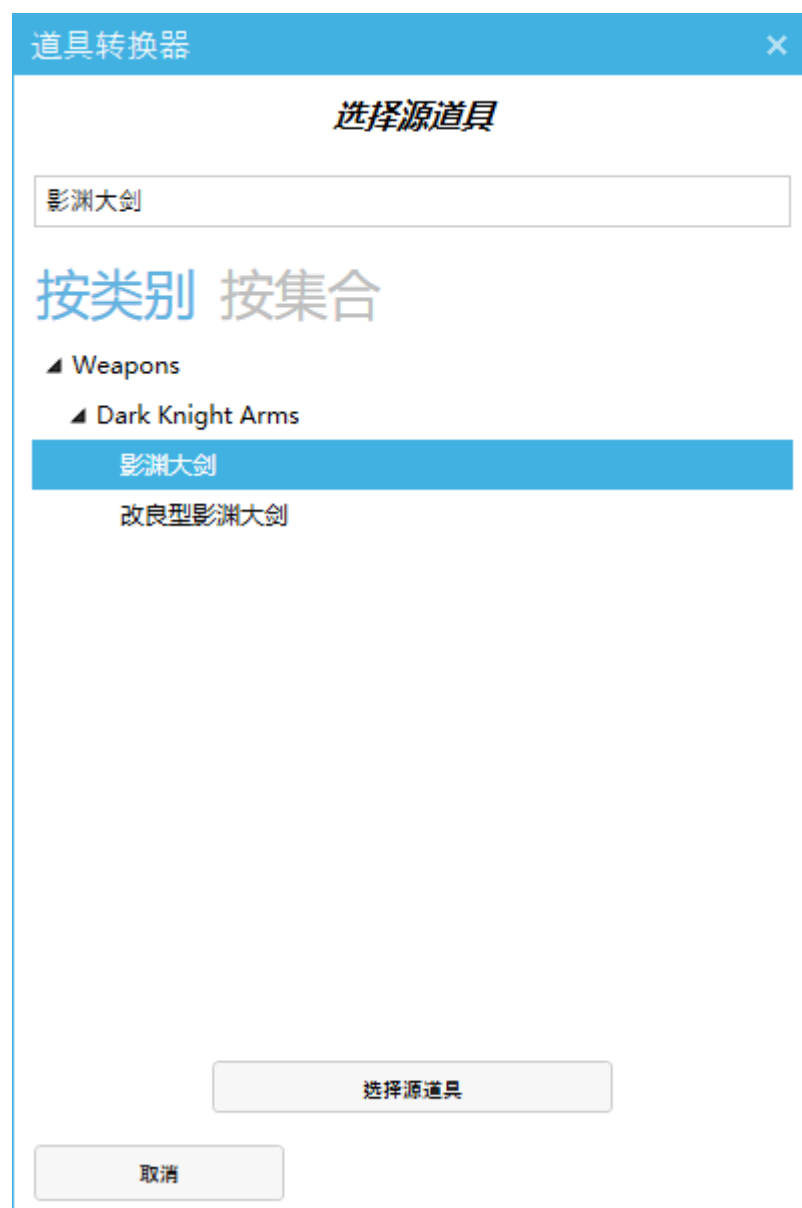 道具转换器
选择源道具
影渊大剑
按类别 按集合
Weapons
Dark Knight Arms
影渊大剑
改良型影渊大剑
选择源道具
取消